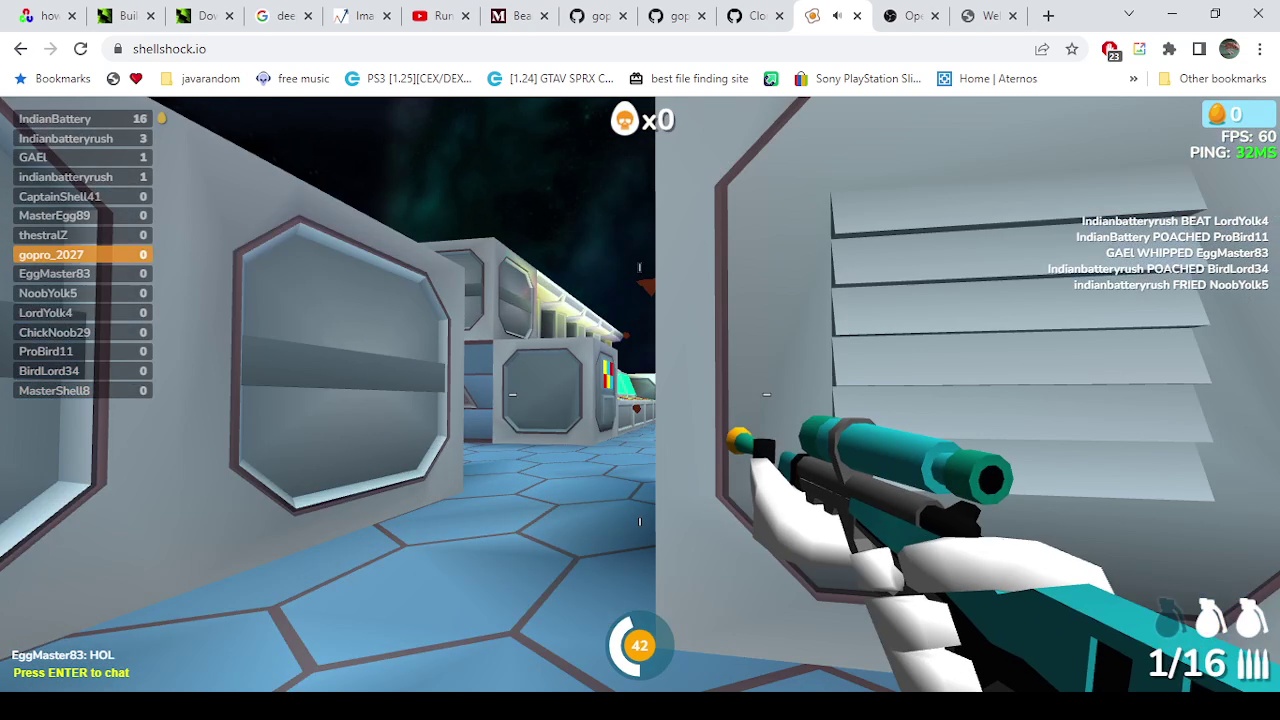 how
Buil
Dov
dee
Ima
Run
Bea
gop
gop
Clo
Ope
Wel
shellshock.io
23
Bookmarks
javarandom
free music
PS3 [1.25][CEX/DEX...
[1.24] GTAV SPRX C...
best file finding site
Sony PlayStation Sli...
Home | Aternos
»
Other bookmarks
IndianBattery 16
Indianbatteryrush 3
GAEl 1
indianbatteryrush 1
CaptainShell41 0
MasterEgg89 0
thestralZ 0
gopro_2027 0
EggMaster83 0
NoobYolk5 0
LordYolk4 0
ChickNoob29 0
ProBird11 0
BirdLord34 0
MasterShell8 0
x0
0
FPS: 60
PING: 32MS
Indianbatteryrush BEAT LordYolk4
IndianBattery POACHED ProBird11
GAEl WHIPPED EggMaster83
Indianbatteryrush POACHED BirdLord34
indianbatteryrush FRIED NoobYolk5
42
EggMaster83: HOL
Press ENTER to chat
1/16